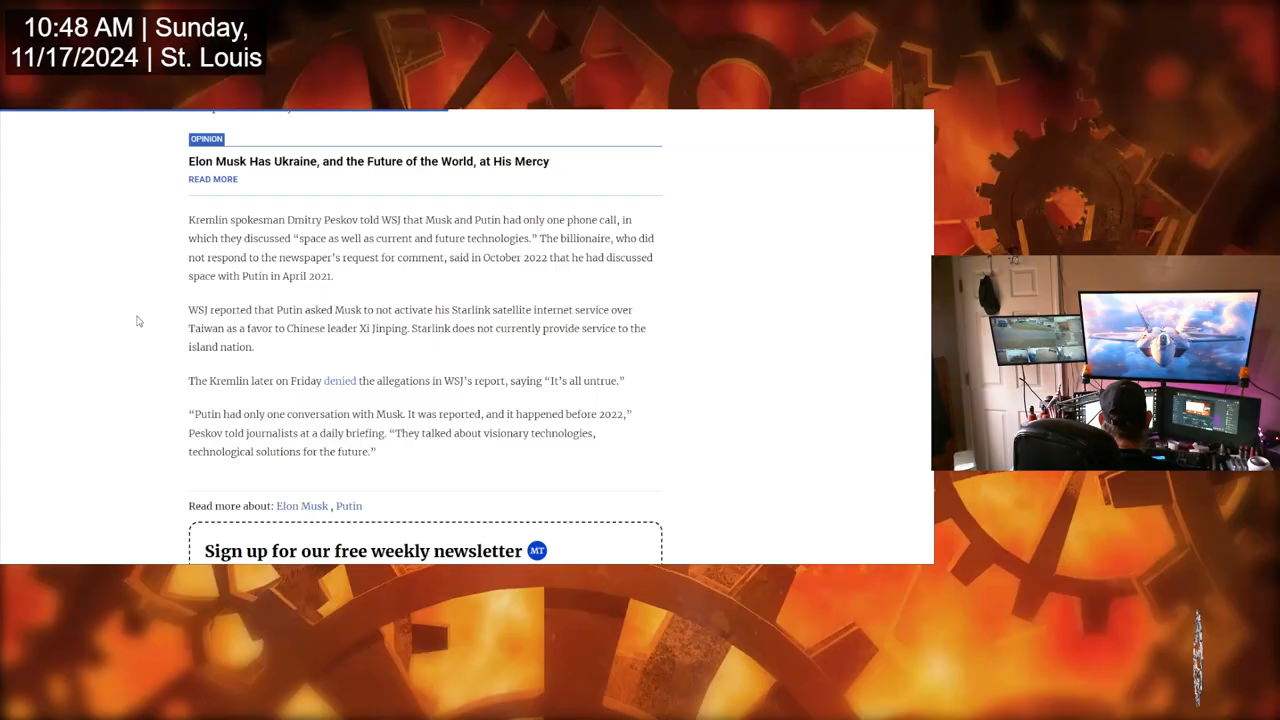 10:48 AM | Sunday,
11/17/2024 | St. Louis
OPINION
Elon Musk Has Ukraine, and the Future of the World, at His Mercy
READ MORE
Kremlin spokesman Dmitry Peskov told WSJ that Musk and Putin had only one phone call, in
which they discussed “space as well as current and future technologies.” The billionaire, who did
not respond to the newspaper’s request for comment, said in October 2022 that he had discussed
space with Putin in April 2021.
WSJ reported that Putin asked Musk to not activate his Starlink satellite internet service over
Taiwan as a favor to Chinese leader Xi Jinping. Starlink does not currently provide service to the
island nation.
The Kremlin later on Friday denied the allegations in WSJ’s report, saying “It’s all untrue.”
“Putin had only one conversation with Musk. It was reported, and it happened before 2022,”
Peskov told journalists at a daily briefing. “They talked about visionary technologies,
technological solutions for the future.”
Read more about: Elon Musk , Putin
Sign up for our free weekly newsletter MT